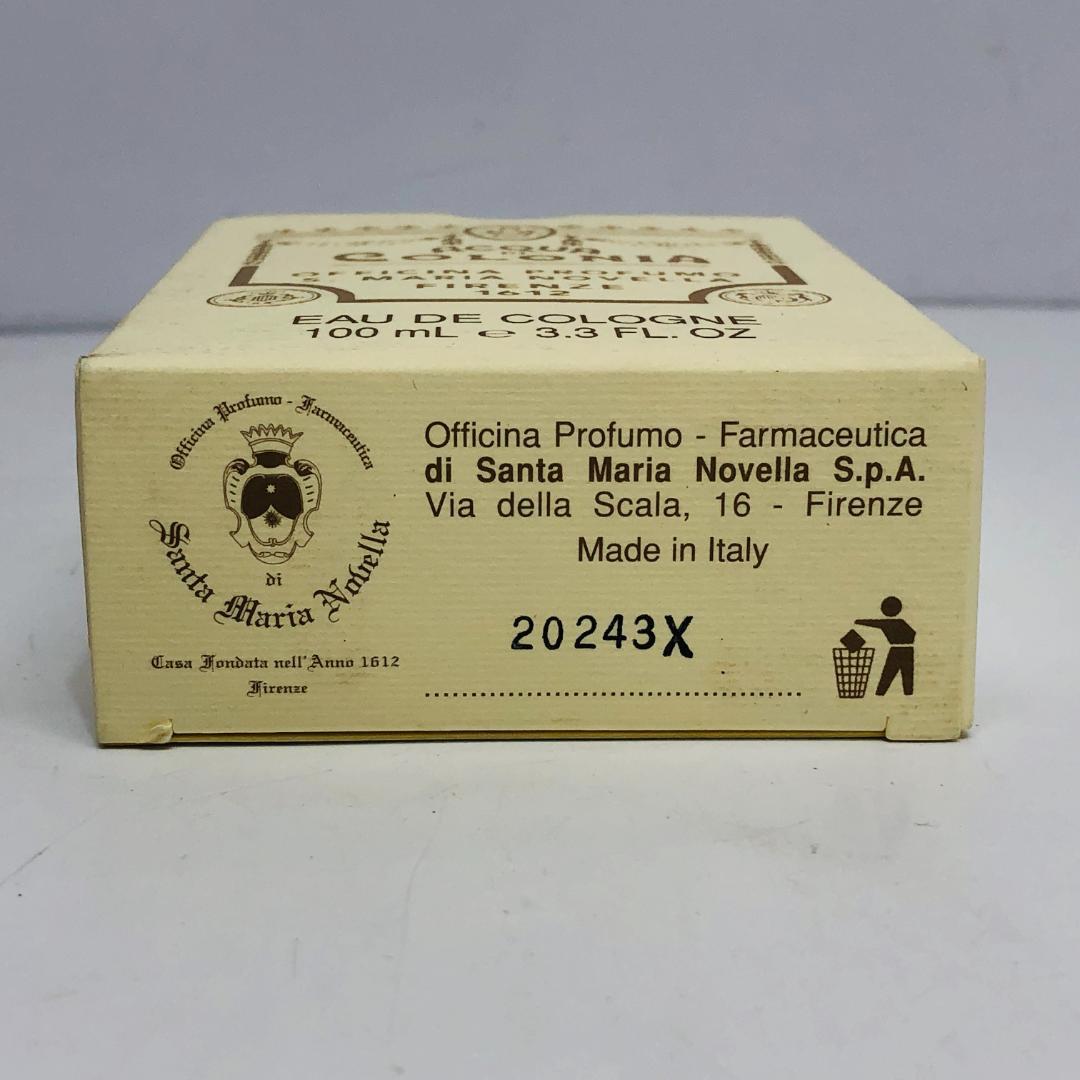 ACQUA
DI
COLONIA
OFFICINA PROFUMO
S. MARIA NOVELLA
FIRENZE
1612
EAU DE COLOGNE
100 mL e 3.3 FL. OZ
Officina Profumo - Farmaceutica
di
Santa Maria Novella
Casa Fondata nell'Anno 1612
Firenze
Officina Profumo - Farmaceutica
di Santa Maria Novella S.p.A.
Via della Scala, 16 - Firenze
Made in Italy
20243X